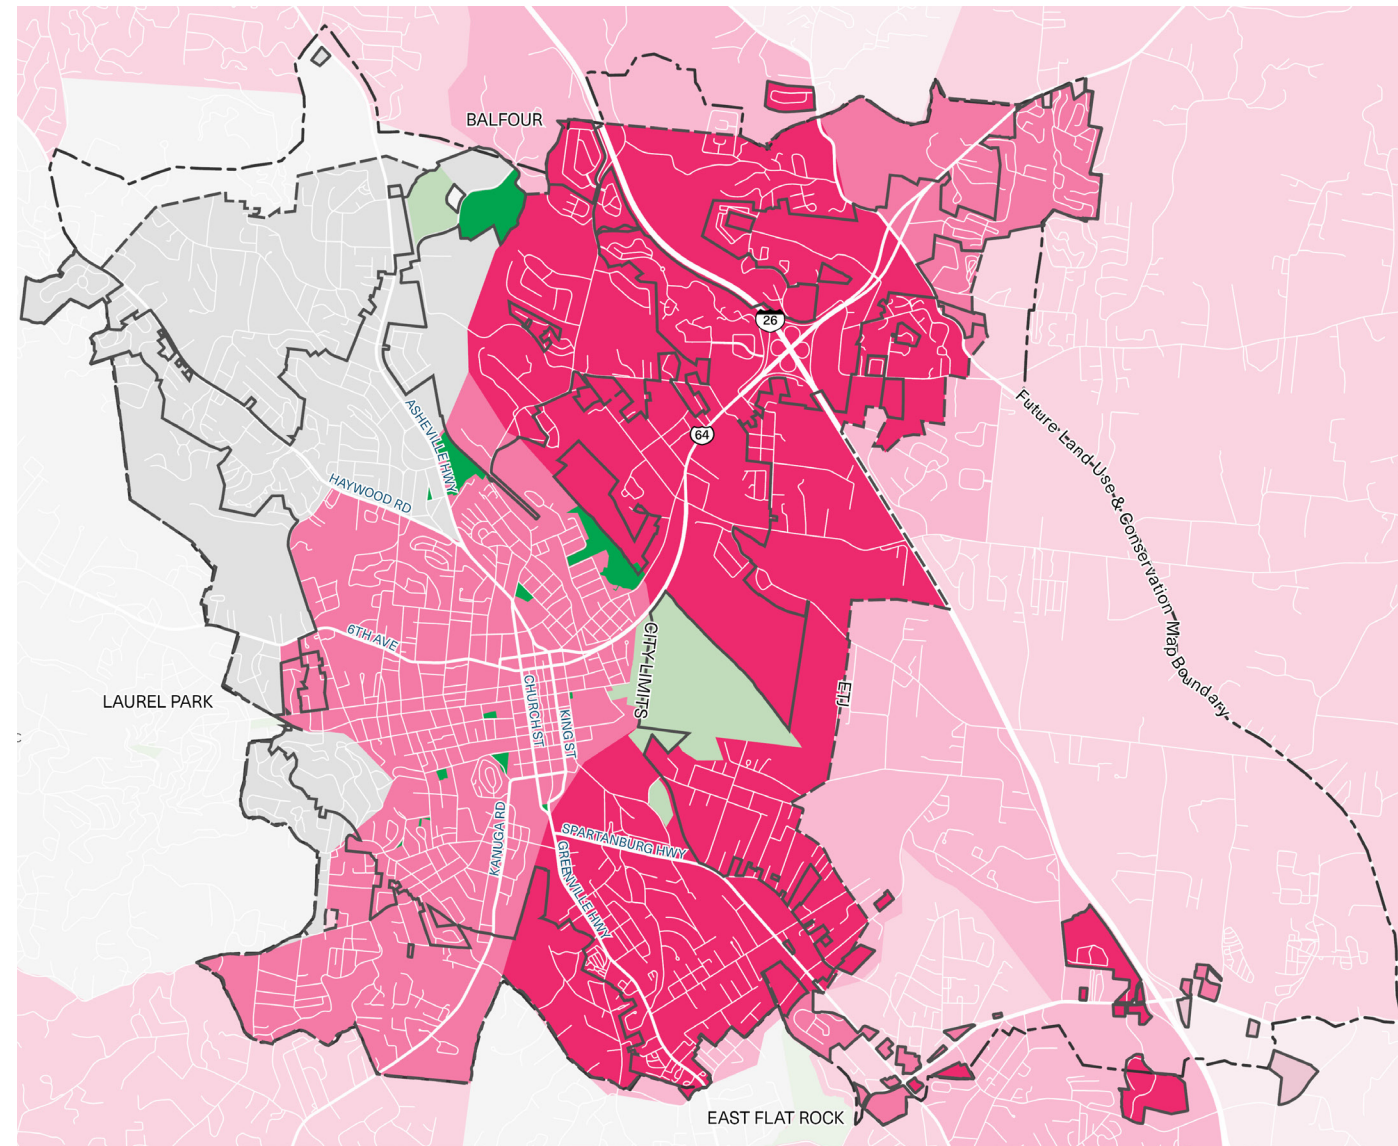 BALFOUR
26
ASHEVILLE HWY
64
Future Land Use & Conservation Map Boundary
HAYWOOD RD
6TH AVE
CITY LIMITS
ETJ
LAUREL PARK
CHURCH ST
KING ST
C
KANUGA RD
SPARTANBURG HWY
GREENVILLE HWY
EAST FLAT ROCK